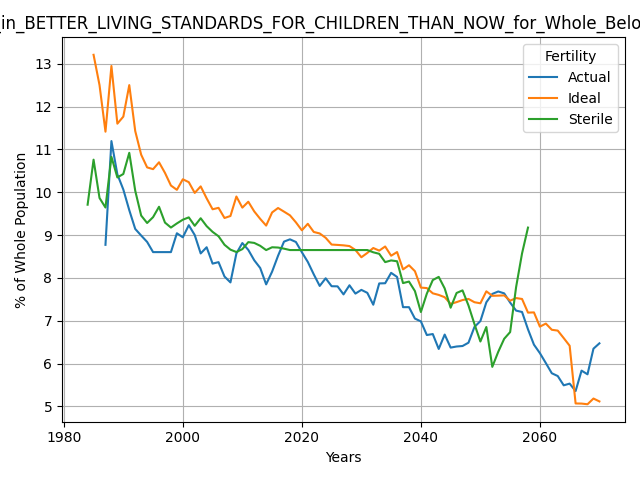 _in_BETTER_LIVING_STANDARDS_FOR_CHILDREN_THAN_NOW_for_Whole_Belo
Fertility
Actual
Ideal
Sterile
% of Whole Population
13
12
11
10
9
8
7
6
5
1980
2000
2020
2040
2060
Years